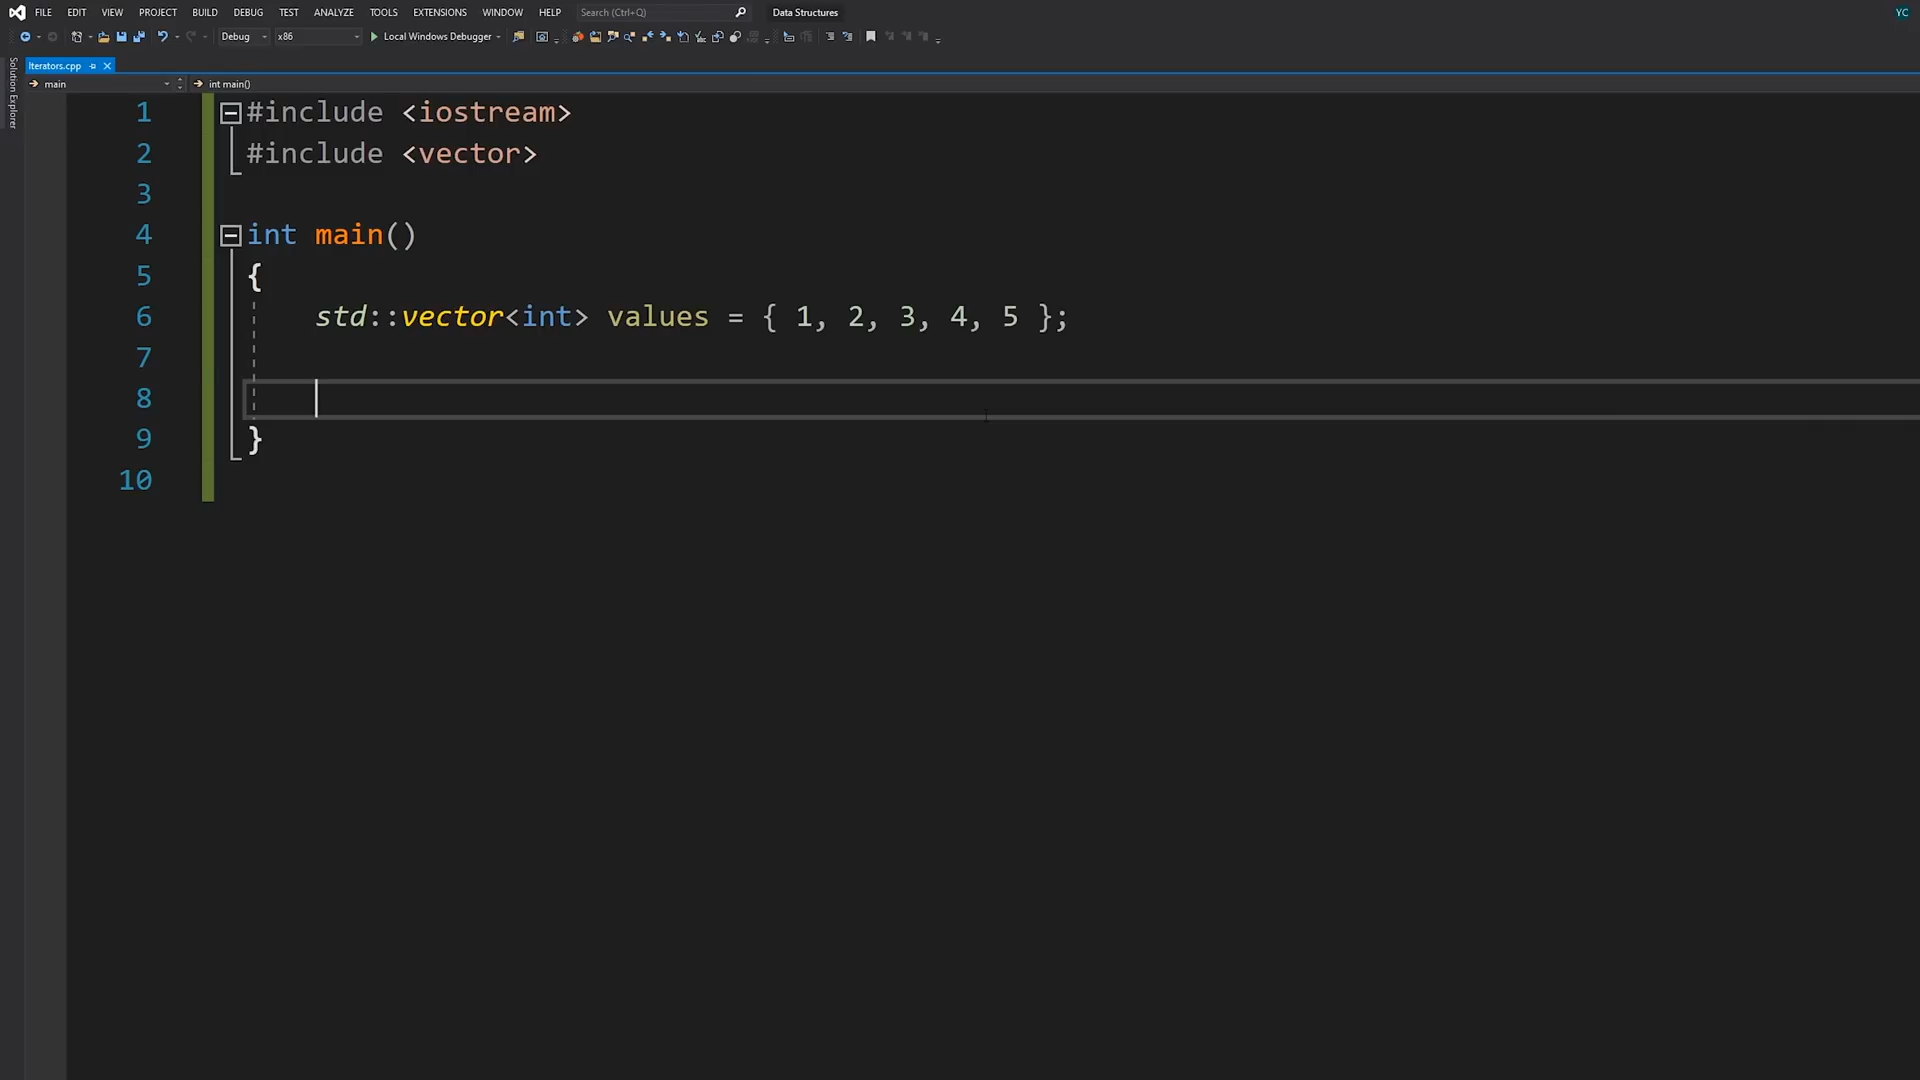 FILE EDIT VIEW PROJECT BUILD DEBUG TEST ANALYZE TOOLS EXTENSIONS WINDOW HELP Search (Ctrl+Q) Data Structures YC
Debug x86 Local Windows Debugger
Solution Explorer
Iterators.cpp
main int main()
1 #include <iostream>
2 #include <vector>
3
4 int main()
5 {
6 std::vector<int> values = { 1, 2, 3, 4, 5 };
7
8
9 }
10